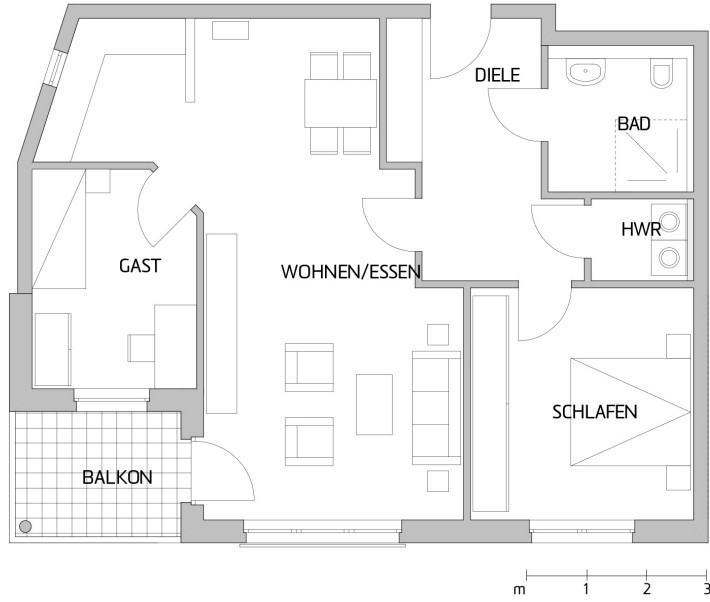 DIELE
BAD
HWR
GAST
WOHNEN/ESSEN
SCHLAFEN
BALKON
m 1 2 3